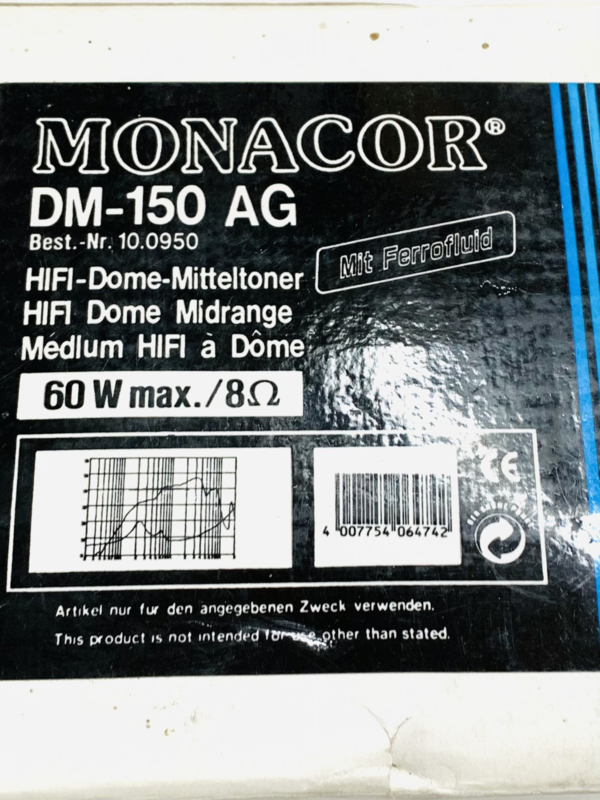 MONACOR®
DM-150 AG
Best.-Nr. 10.0950
Mit Ferrofluid
HIFI-Dome-Mitteltoner
HIFI Dome Midrange
Médium HIFI à Dôme
60 W max./8Ω
CE
4 007754 064742
Artikel nur für den angegebenen Zweck verwenden.
This product is not intended for use other than stated.